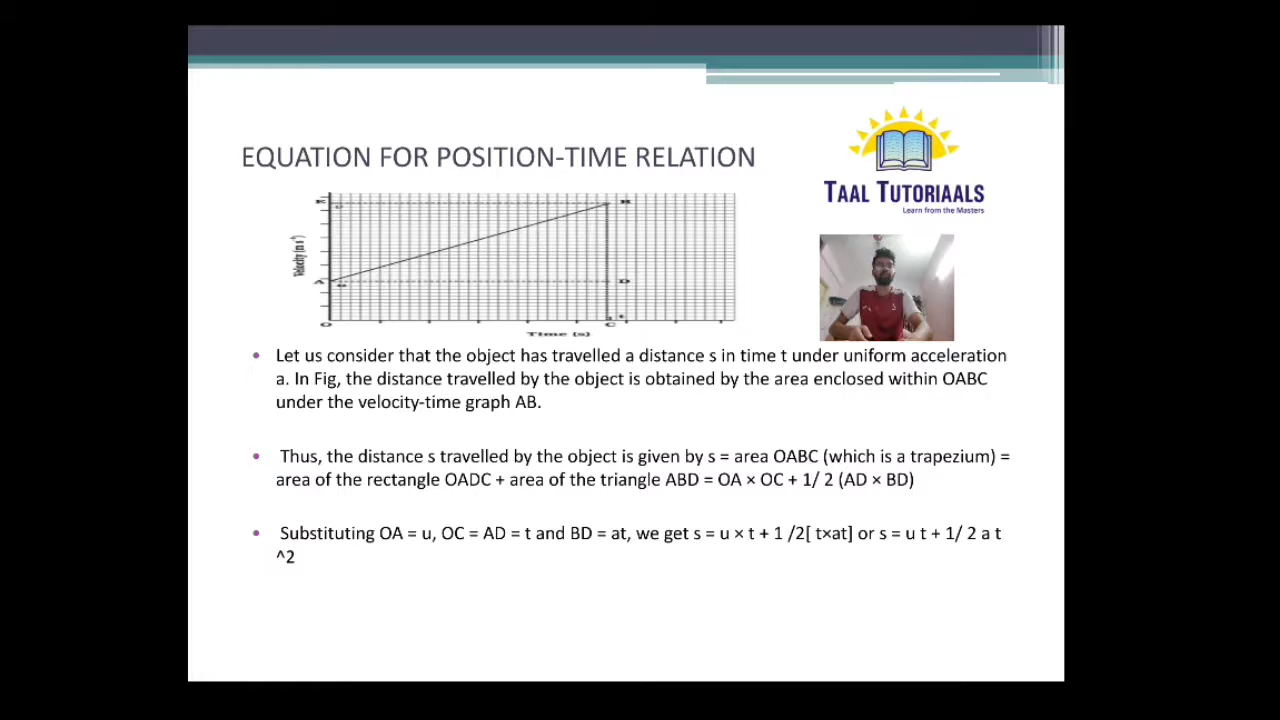 EQUATION FOR POSITION-TIME RELATION
TAAL TUTORIAALS
Learn from the Masters
E
B
Velocity (m s
A
D
O
C
Time (s)
• Let us consider that the object has travelled a distance s in time t under uniform acceleration
a. In Fig, the distance travelled by the object is obtained by the area enclosed within OABC
under the velocity-time graph AB.
• Thus, the distance s travelled by the object is given by s = area OABC (which is a trapezium) =
area of the rectangle OADC + area of the triangle ABD = OA × OC + 1/ 2 (AD × BD)
• Substituting OA = u, OC = AD = t and BD = at, we get s = u × t + 1 /2[ t×at] or s = u t + 1/ 2 a t
^2